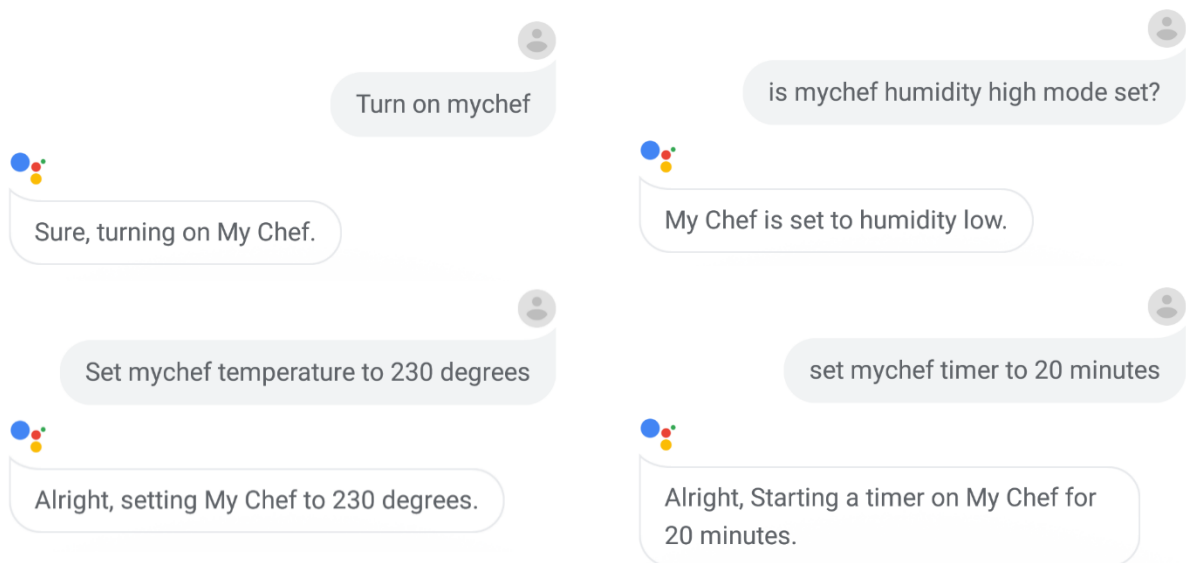 Turn on mychef
Sure, turning on My Chef.
Set mychef temperature to 230 degrees
Alright, setting My Chef to 230 degrees.
is mychef humidity high mode set?
My Chef is set to humidity low.
set mychef timer to 20 minutes
Alright, Starting a timer on My Chef for
20 minutes.